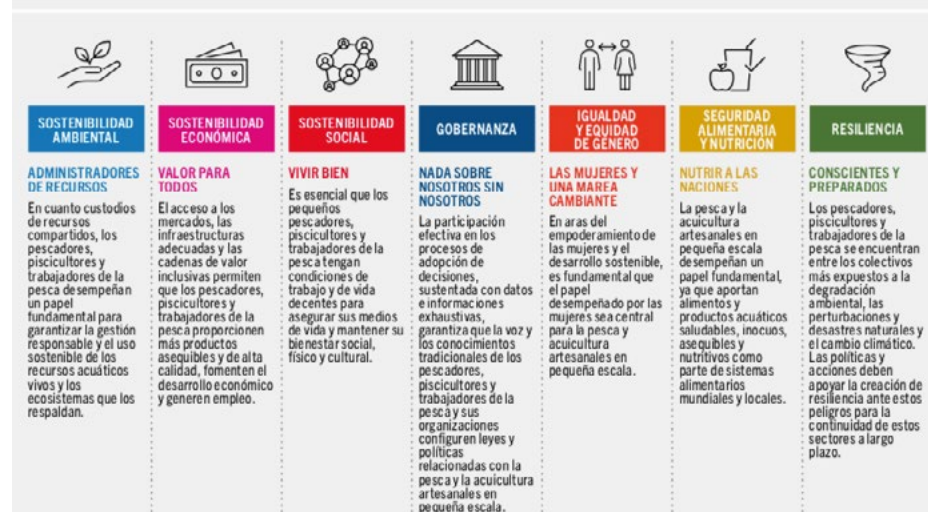 SOSTENIBILIDAD
AMBIENTAL
ADMINISTRADORES
DE RECURSOS
En cuanto custodios
de recursos
compartidos, los
pescadores,
piscicultores y
trabajadores de la
pesca desempeñan
un papel
fundamental para
garantizar la gestión
responsable y el uso
sostenible de los
recursos acuáticos
vivos y los
ecosistemas que los
respaldan.
SOSTENIBILIDAD
ECONÓMICA
VALOR PARA
TODOS
El acceso a los
mercados, las
infraestructuras
adecuadas y las
cadenas de valor
inclusivas permiten
que los pescadores,
piscicultores y
trabajadores de la
pesca proporcionen
más productos
asequibles y de alta
calidad, fomenten el
desarrollo económico
y generen empleo.
SOSTENIBILIDAD
SOCIAL
VIVIR BIEN
Es esencial que los
pequeños
pescadores,
piscicultores y
trabajadores de la
pesca tengan
condiciones de
trabajo y de vida
decentes para
asegurar sus medios
de vida y mantener su
bienestar social,
físico y cultural.
GOBERNANZA
NADA SOBRE
NOSOTROS SIN
NOSOTROS
La participación
efectiva en los
procesos de
adopción de
decisiones,
sustentada con datos
e informaciones
exhaustivas,
garantiza que la voz y
los conocimientos
tradicionales de los
pescadores,
piscicultores y
trabajadores de la
pesca y sus
organizaciones
configuren leyes y
políticas
relacionadas con la
pesca y la acuicultura
artesanales en
pequeña escala.
IGUALDAD
Y EQUIDAD
DE GÉNERO
LAS MUJERES Y
UNA MAREA
CAMBIANTE
En aras del
empoderamiento de
las mujeres y el
desarrollo sostenible,
es fundamental que
el papel
desempeñado por las
mujeres sea central
para la pesca y
acuicultura
artesanales en
pequeña escala.
SEGURIDAD
ALIMENTARIA
Y NUTRICIÓN
NUTRIR A LAS
NACIONES
La pesca y la
acuicultura
artesanales en
pequeña escala
desempeñan un
papel fundamental,
ya que aportan
alimentos y
productos acuáticos
saludables, inocuos,
asequibles y
nutritivos como
parte de sistemas
alimentarios
mundiales y locales.
RESILIENCIA
CONSCIENTES Y
PREPARADOS
Los pescadores,
piscicultores y
trabajadores de la
pesca se encuentran
entre los colectivos
más expuestos a la
degradación
ambiental, las
perturbaciones y
desastres naturales y
el cambio climático.
Las políticas y
acciones deben
apoyar la creación de
resiliencia ante estos
peligros para la
continuidad de estos
sectores a largo
plazo.